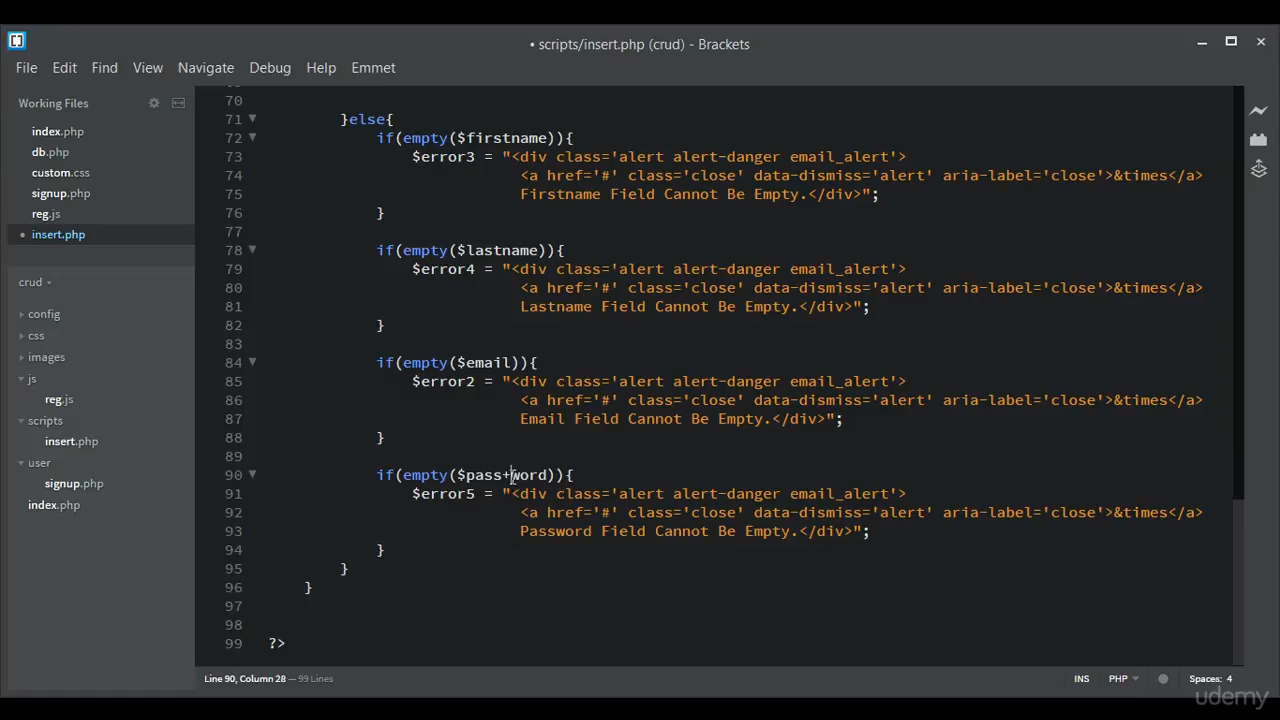 • scripts/insert.php (crud) - Brackets
File Edit Find View Navigate Debug Help Emmet
Working Files
index.php
db.php
custom.css
signup.php
reg.js
• insert.php
crud
config
css
images
js
reg.js
scripts
insert.php
user
signup.php
index.php
70
71 }else{
72 if(empty($firstname)){
73 $error3 = "<div class='alert alert-danger email_alert'>
74 <a href='#' class='close' data-dismiss='alert' aria-label='close'>&times</a>
75 Firstname Field Cannot Be Empty.</div>";
76 }
77
78 if(empty($lastname)){
79 $error4 = "<div class='alert alert-danger email_alert'>
80 <a href='#' class='close' data-dismiss='alert' aria-label='close'>&times</a>
81 Lastname Field Cannot Be Empty.</div>";
82 }
83
84 if(empty($email)){
85 $error2 = "<div class='alert alert-danger email_alert'>
86 <a href='#' class='close' data-dismiss='alert' aria-label='close'>&times</a>
87 Email Field Cannot Be Empty.</div>";
88 }
89
90 if(empty($pass+word)){
91 $error5 = "<div class='alert alert-danger email_alert'>
92 <a href='#' class='close' data-dismiss='alert' aria-label='close'>&times</a>
93 Password Field Cannot Be Empty.</div>";
94 }
95 }
96 }
97
98
99 ?>
Line 90, Column 28 — 99 Lines INS PHP Spaces: 4
udemy